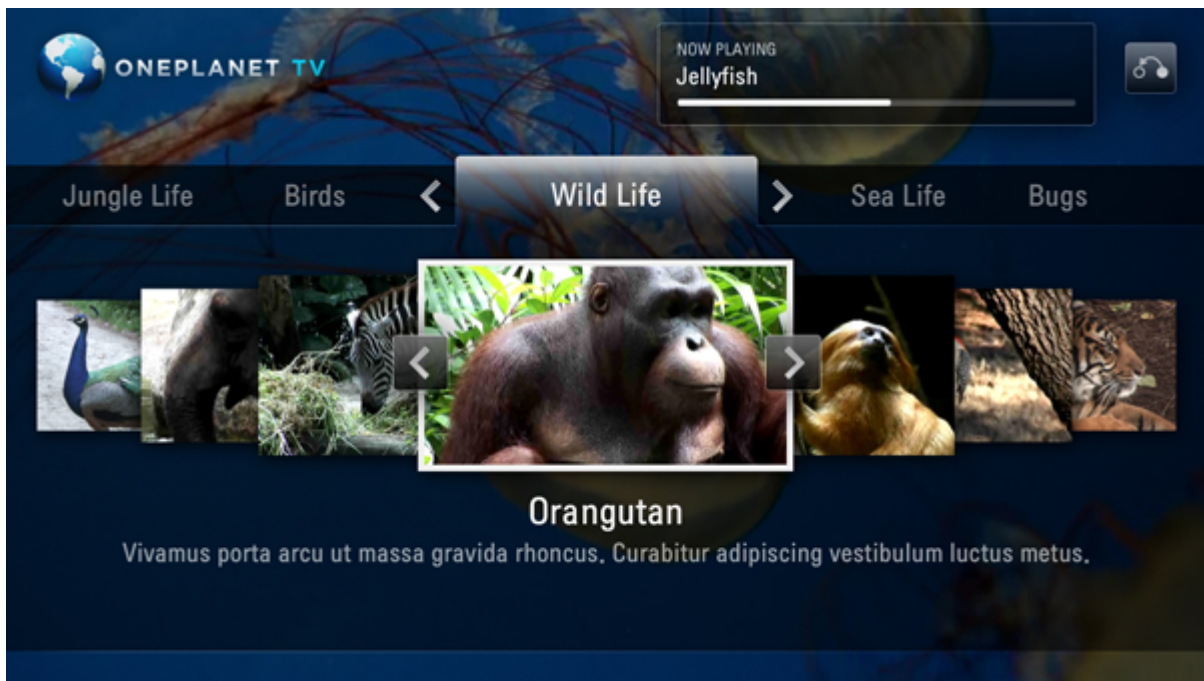 ONEPLANET TV
NOW PLAYING
Jellyfish
Jungle Life Birds Wild Life Sea Life Bugs
Orangutan
Vivamus porta arcu ut massa gravida rhoncus. Curabitur adipiscing vestibulum luctus metus.